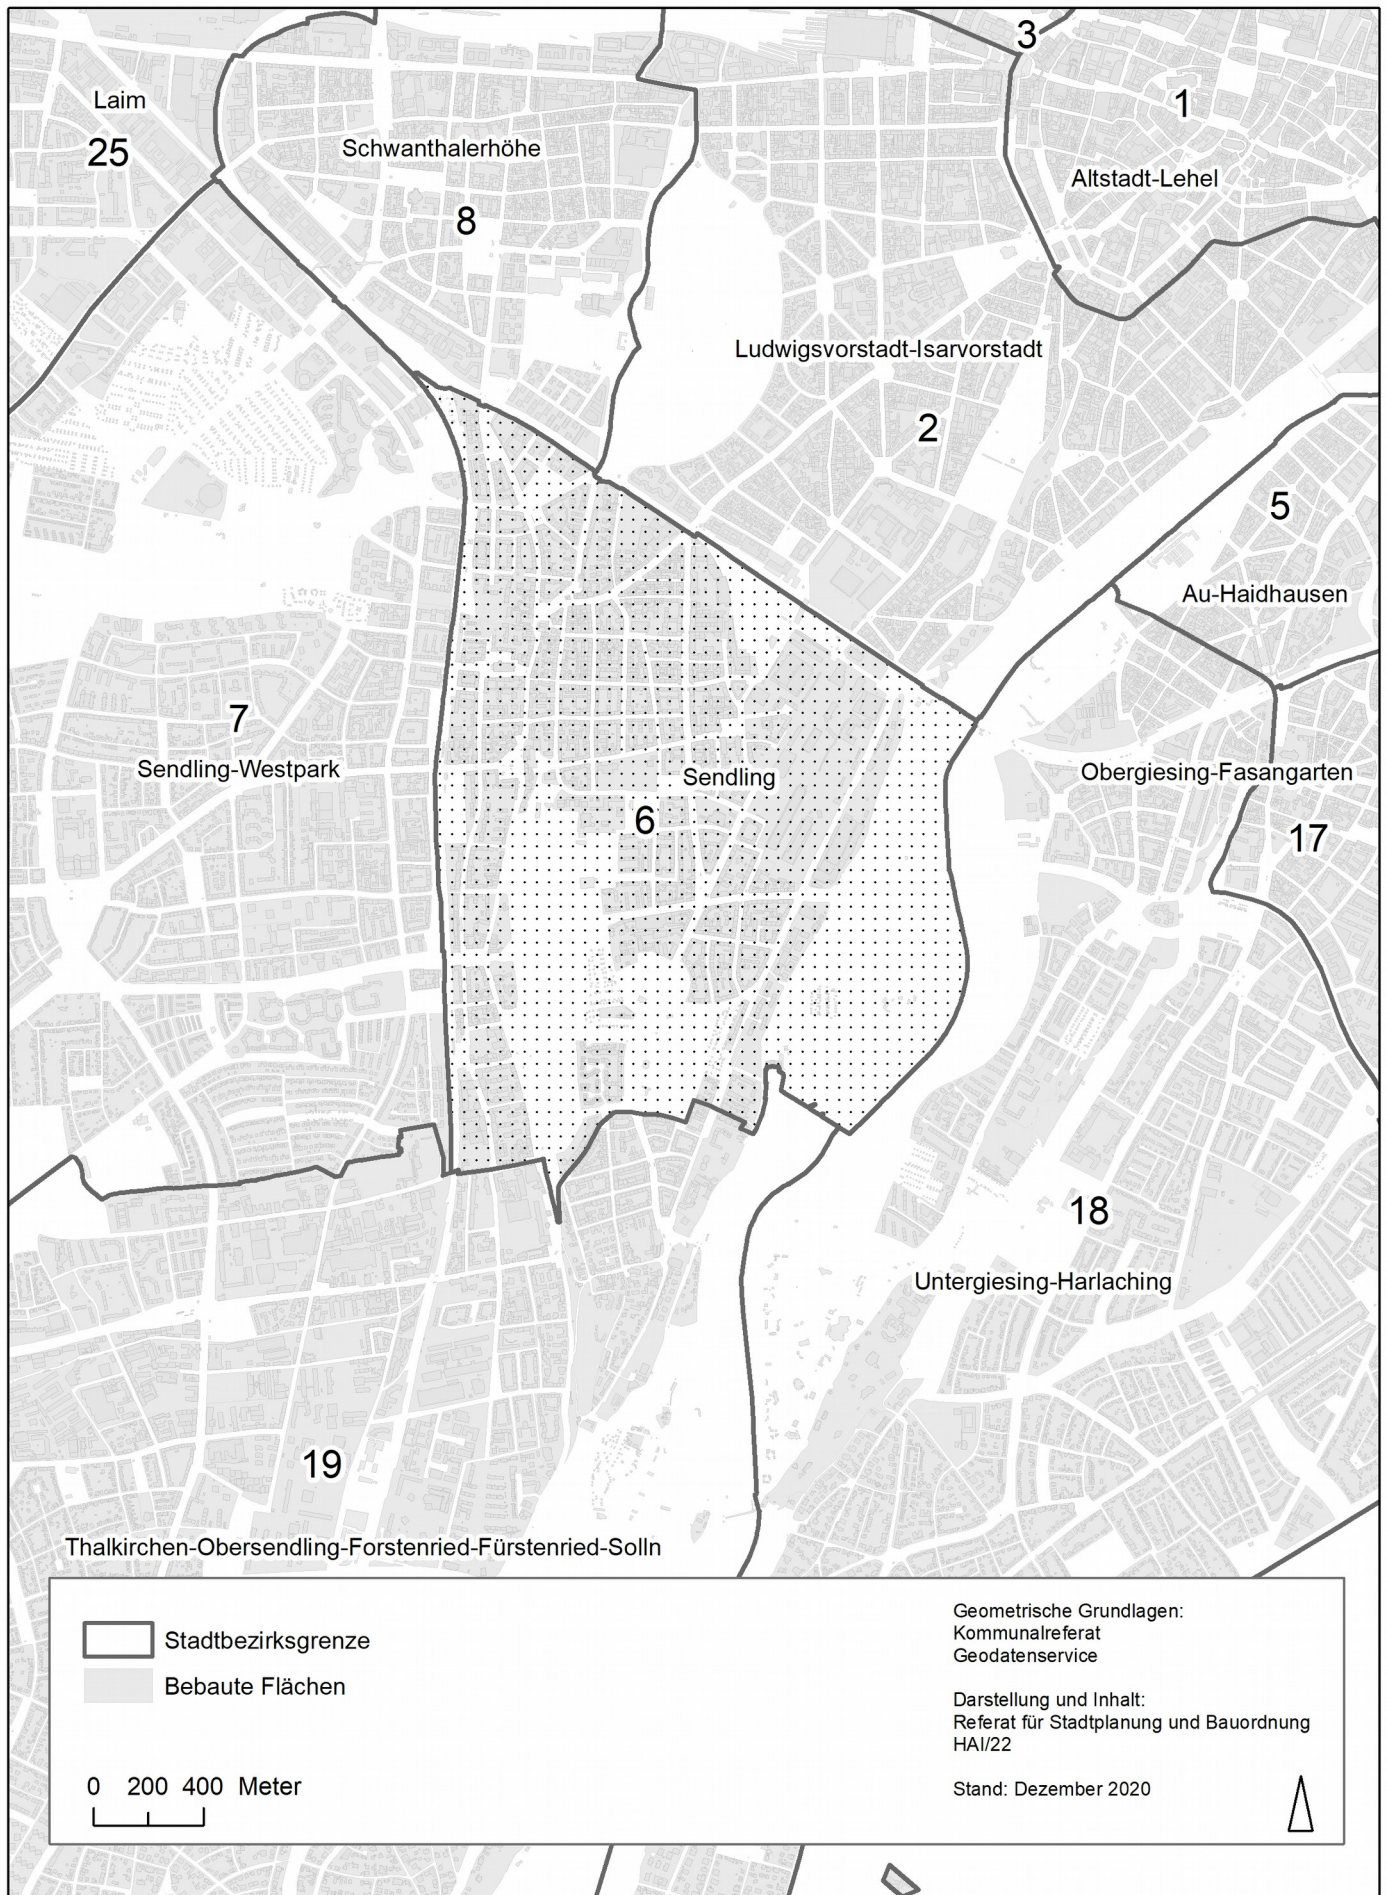 3
1
Laim
25
Schwanthalerhöhe
8
Altstadt-Lehel
Ludwigsvorstadt-Isarvorstadt
2
5
Au-Haidhausen
7
Sendling-Westpark
Sendling
6
Obergiesing-Fasangarten
17
18
Untergiesing-Harlaching
19
Thalkirchen-Obersendling-Forstenried-Fürstenried-Solln
Stadtbezirksgrenze
Bebaute Flächen
0 200 400 Meter
Geometrische Grundlagen:
Kommunalreferat
Geodatenservice
Darstellung und Inhalt:
Referat für Stadtplanung und Bauordnung
HAI/22
Stand: Dezember 2020